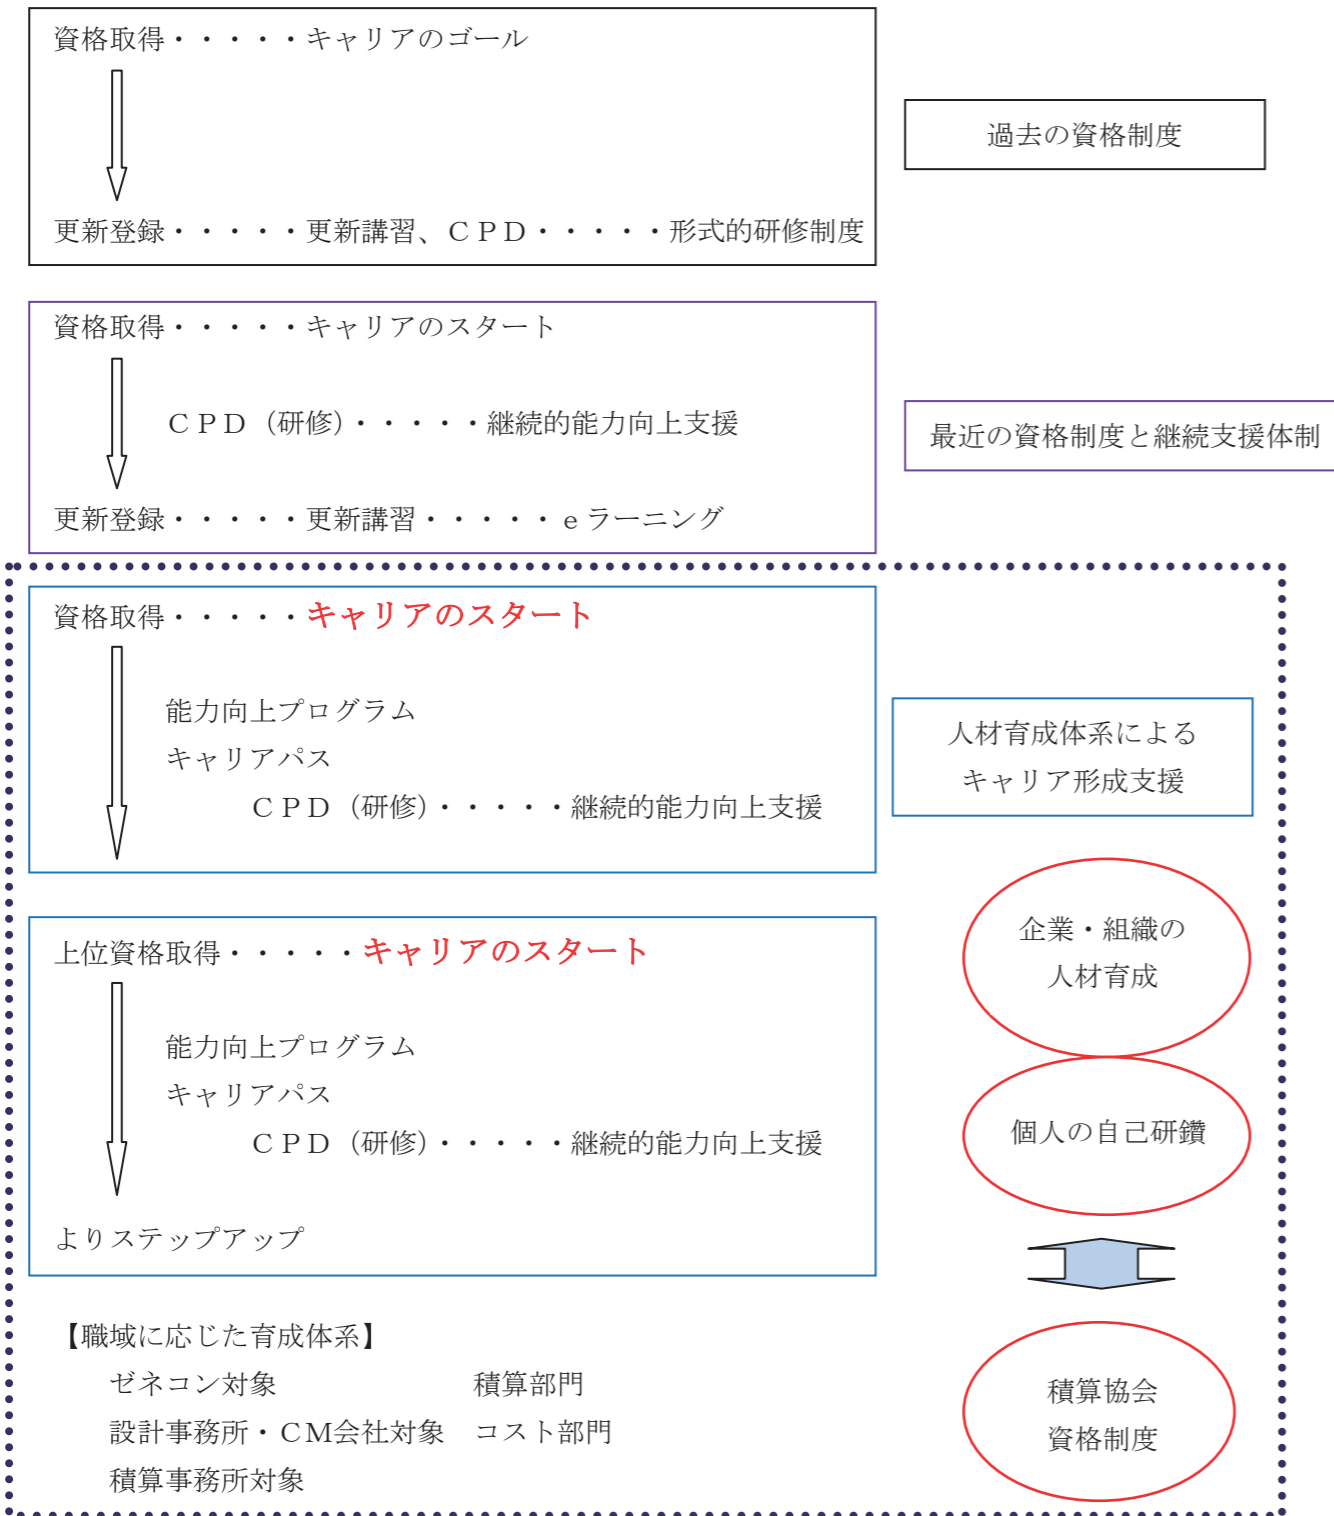 資格取得・・・・・キャリアのゴール
更新登録・・・・・更新講習、ＣＰＤ・・・・・形式的研修制度
過去の資格制度
資格取得・・・・・キャリアのスタート
ＣＰＤ（研修）・・・・・継続的能力向上支援
更新登録・・・・・更新講習・・・・・ｅラーニング
最近の資格制度と継続支援体制
資格取得・・・・・キャリアのスタート
能力向上プログラム
キャリアパス
ＣＰＤ（研修）・・・・・継続的能力向上支援
人材育成体系による
キャリア形成支援
上位資格取得・・・・・キャリアのスタート
能力向上プログラム
キャリアパス
ＣＰＤ（研修）・・・・・継続的能力向上支援
よりステップアップ
企業・組織の
人材育成
個人の自己研鑽
積算協会
資格制度
【職域に応じた育成体系】
ゼネコン対象　積算部門
設計事務所・ＣＭ会社対象　コスト部門
積算事務所対象